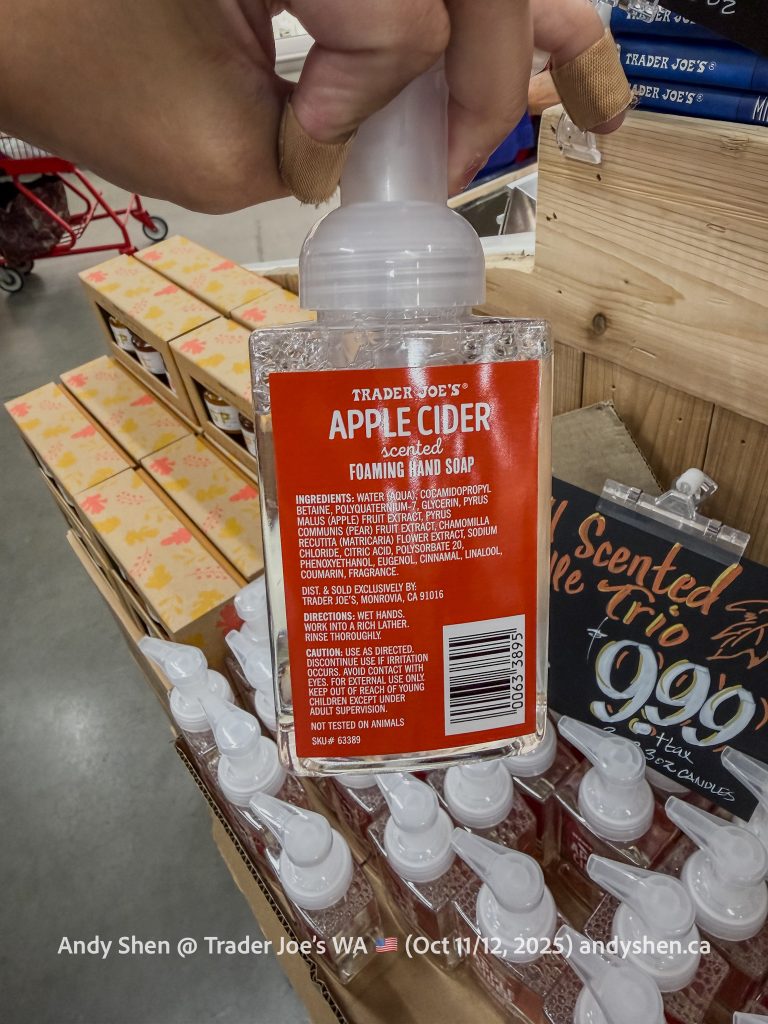 TRADER JOE'S®
TRADER JOE'S®
TRADER JOE'S®
APPLE CIDER
scented
FOAMING HAND SOAP
INGREDIENTS: WATER (AQUA), COCAMIDOPROPYL
BETAINE, POLYQUATERNIUM-7, GLYCERIN, PYRUS
MALUS (APPLE) FRUIT EXTRACT, PYRUS
COMMUNIS (PEAR) FRUIT EXTRACT, CHAMOMILLA
RECUTITA (MATRICARIA) FLOWER EXTRACT, SODIUM
CHLORIDE, CITRIC ACID, POLYSORBATE 20,
PHENOXYETHANOL, EUGENOL, CINNAMAL, LINALOOL,
COUMARIN, FRAGRANCE.
DIST. & SOLD EXCLUSIVELY BY:
TRADER JOE'S, MONROVIA, CA 91016
DIRECTIONS: WET HANDS.
WORK INTO A RICH LATHER.
RINSE THOROUGHLY.
CAUTION: USE AS DIRECTED.
DISCONTINUE USE IF IRRITATION
OCCURS. AVOID CONTACT WITH
EYES. FOR EXTERNAL USE ONLY.
KEEP OUT OF REACH OF YOUNG
CHILDREN EXCEPT UNDER
ADULT SUPERVISION.
NOT TESTED ON ANIMALS
SKU# 63389
0063 3895
Scented
Trio
$9.99
+tax
3oz CANDLES
Andy Shen @ Trader Joe's WA 🇺🇸 (Oct 11/12, 2025) andyshen.ca